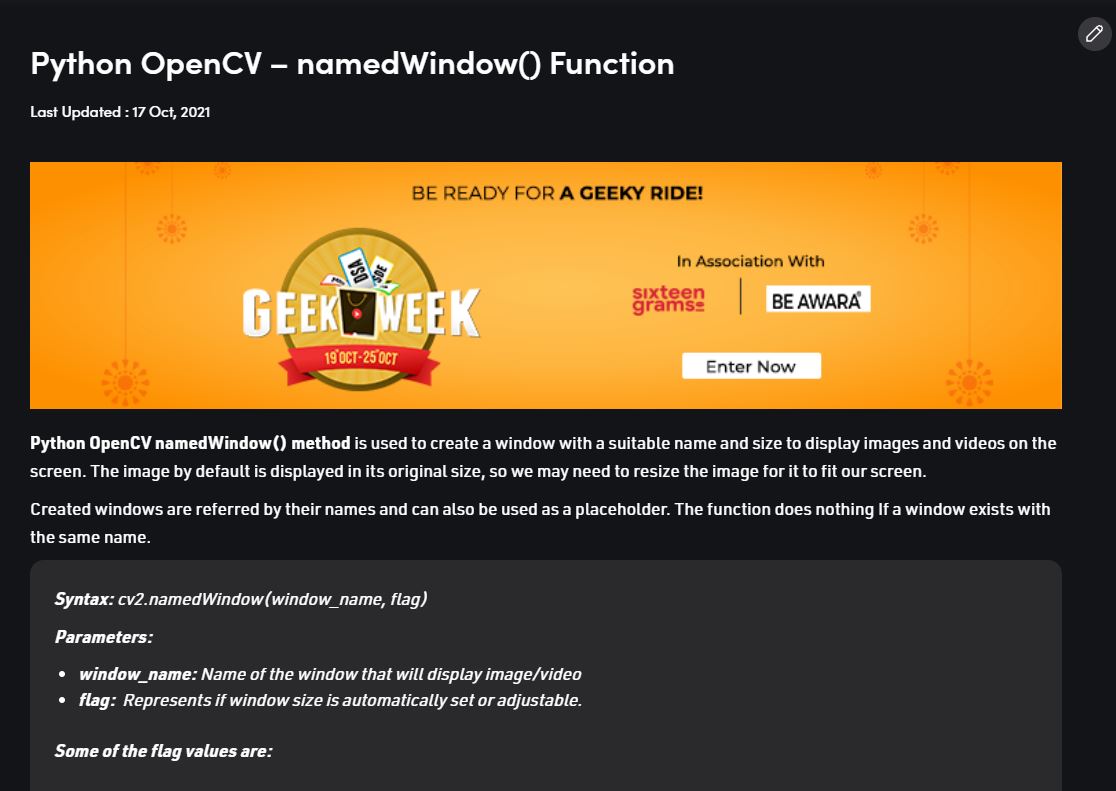 Python OpenCV – namedWindow() Function
Last Updated : 17 Oct, 2021
BE READY FOR A GEEKY RIDE!
DSA
SDE
GEEK WEEK
19 OCT-25 OCT
In Association With
sixteen
grams
BE AWARA
Enter Now
Python OpenCV namedWindow() method is used to create a window with a suitable name and size to display images and videos on the
screen. The image by default is displayed in its original size, so we may need to resize the image for it to fit our screen.
Created windows are referred by their names and can also be used as a placeholder. The function does nothing If a window exists with
the same name.
Syntax: cv2.namedWindow(window_name, flag)
Parameters:
• window_name: Name of the window that will display image/video
• flag: Represents if window size is automatically set or adjustable.
Some of the flag values are: